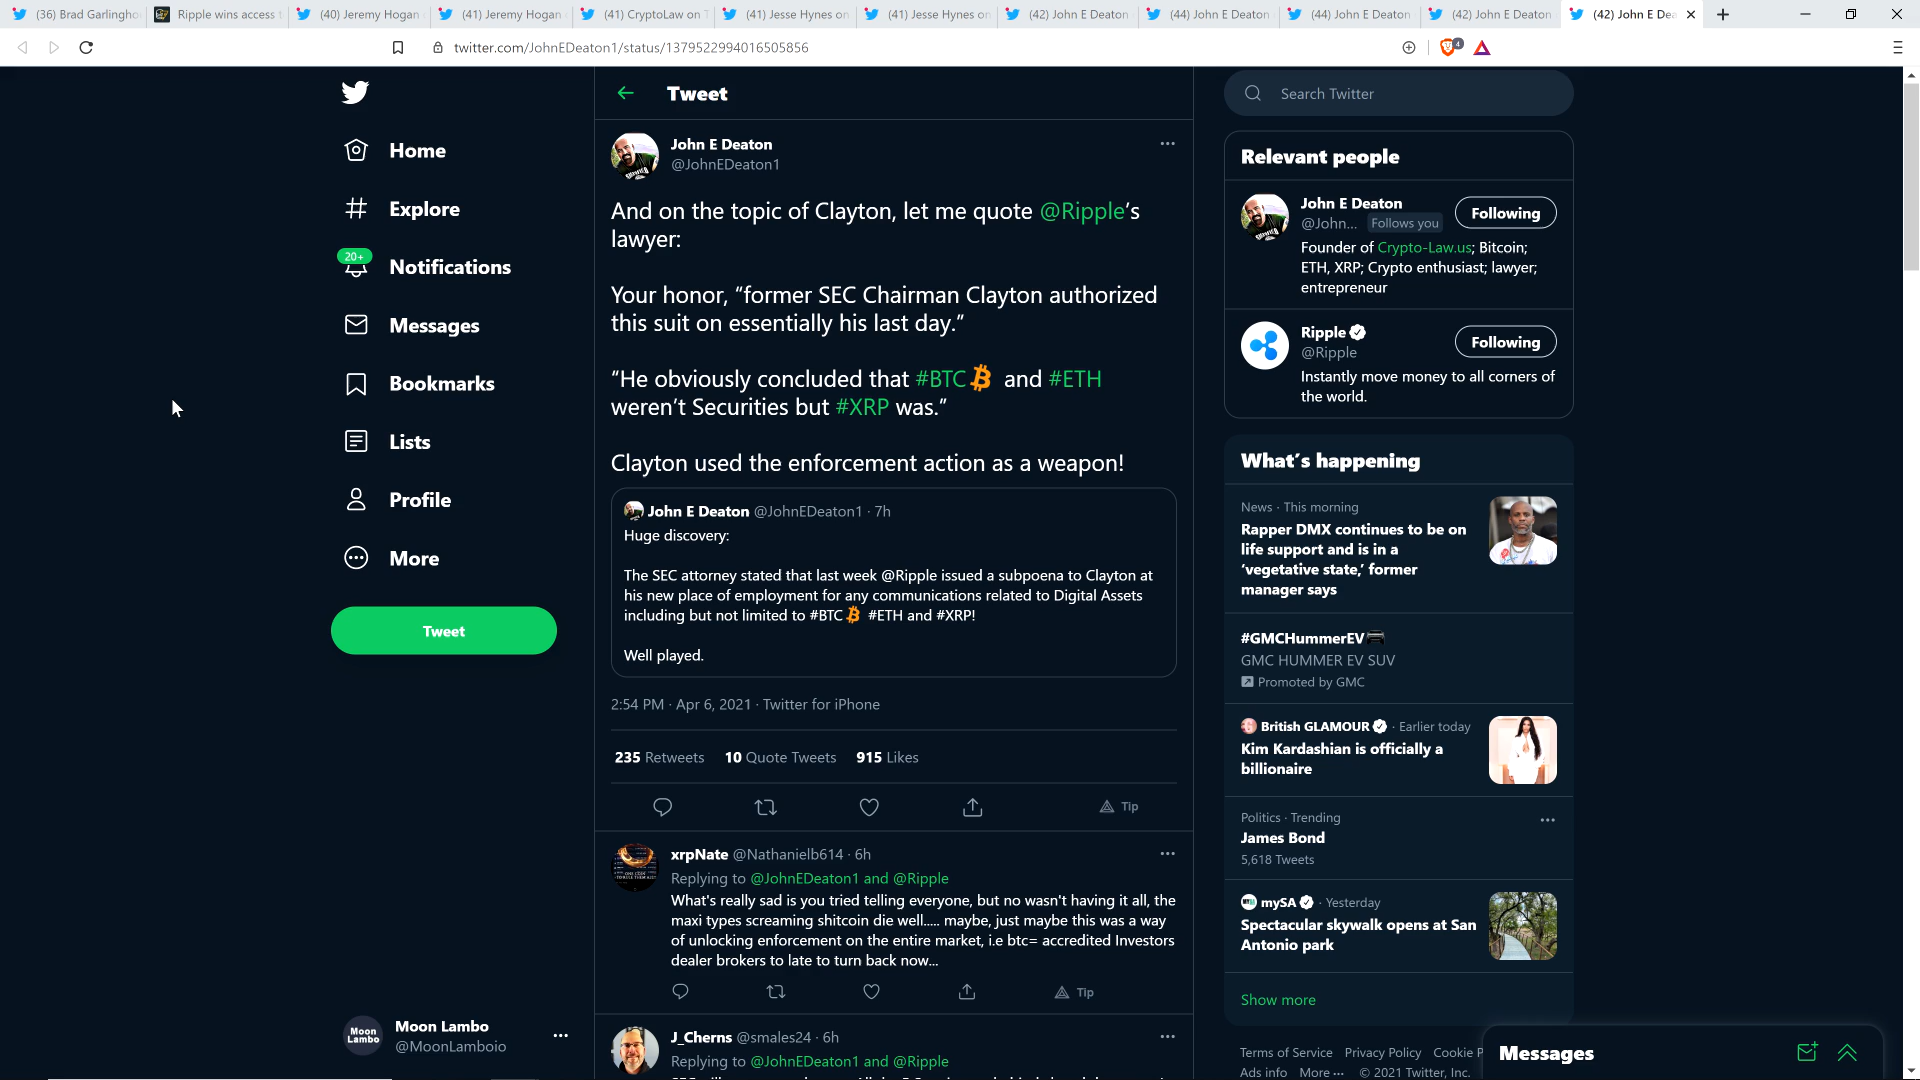 (36) Brad Garlingho
Ripple wins access t
(40) Jeremy Hogan
(41) Jeremy Hogan
(41) CryptoLaw on T
(41) Jesse Hynes on
(41) Jesse Hynes on
(42) John E Deaton
(44) John E Deaton
(44) John E Deaton
(42) John E Deaton
(42) John E Dea
twitter.com/JohnEDeaton1/status/1379522994016505856
4
Home
Explore
20+
Notifications
Messages
Bookmarks
Lists
Profile
More
Tweet
Moon Lambo
Moon Lambo
@MoonLamboio
Tweet
John E Deaton
@JohnEDeaton1
And on the topic of Clayton, let me quote @Ripple's
lawyer:
Your honor, “former SEC Chairman Clayton authorized
this suit on essentially his last day.”
“He obviously concluded that #BTC and #ETH
weren’t Securities but #XRP was.”
Clayton used the enforcement action as a weapon!
John E Deaton @JohnEDeaton1 · 7h
Huge discovery:
The SEC attorney stated that last week @Ripple issued a subpoena to Clayton at
his new place of employment for any communications related to Digital Assets
including but not limited to #BTC #ETH and #XRP!
Well played.
2:54 PM · Apr 6, 2021 · Twitter for iPhone
235 Retweets 10 Quote Tweets 915 Likes
Tip
xrpNate @Nathanielb614 · 6h
Replying to @JohnEDeaton1 and @Ripple
What's really sad is you tried telling everyone, but no wasn't having it all, the
maxi types screaming shitcoin die well..... maybe, just maybe this was a way
of unlocking enforcement on the entire market, i.e btc= accredited Investors
dealer brokers to late to turn back now...
Tip
J_Cherns @smales24 · 6h
Replying to @JohnEDeaton1 and @Ripple
Search Twitter
Relevant people
John E Deaton
@John... Follows you
Following
Founder of Crypto-Law.us; Bitcoin;
ETH, XRP; Crypto enthusiast; lawyer;
entrepreneur
Ripple
@Ripple
Following
Instantly move money to all corners of
the world.
What's happening
News · This morning
Rapper DMX continues to be on
life support and is in a
‘vegetative state,’ former
manager says
#GMCHummerEV
GMC HUMMER EV SUV
Promoted by GMC
British GLAMOUR · Earlier today
Kim Kardashian is officially a
billionaire
Politics · Trending
James Bond
5,618 Tweets
mySA · Yesterday
Spectacular skywalk opens at San
Antonio park
Show more
Terms of Service Privacy Policy Cookie P
Ads info More ··· © 2021 Twitter, Inc.
Messages